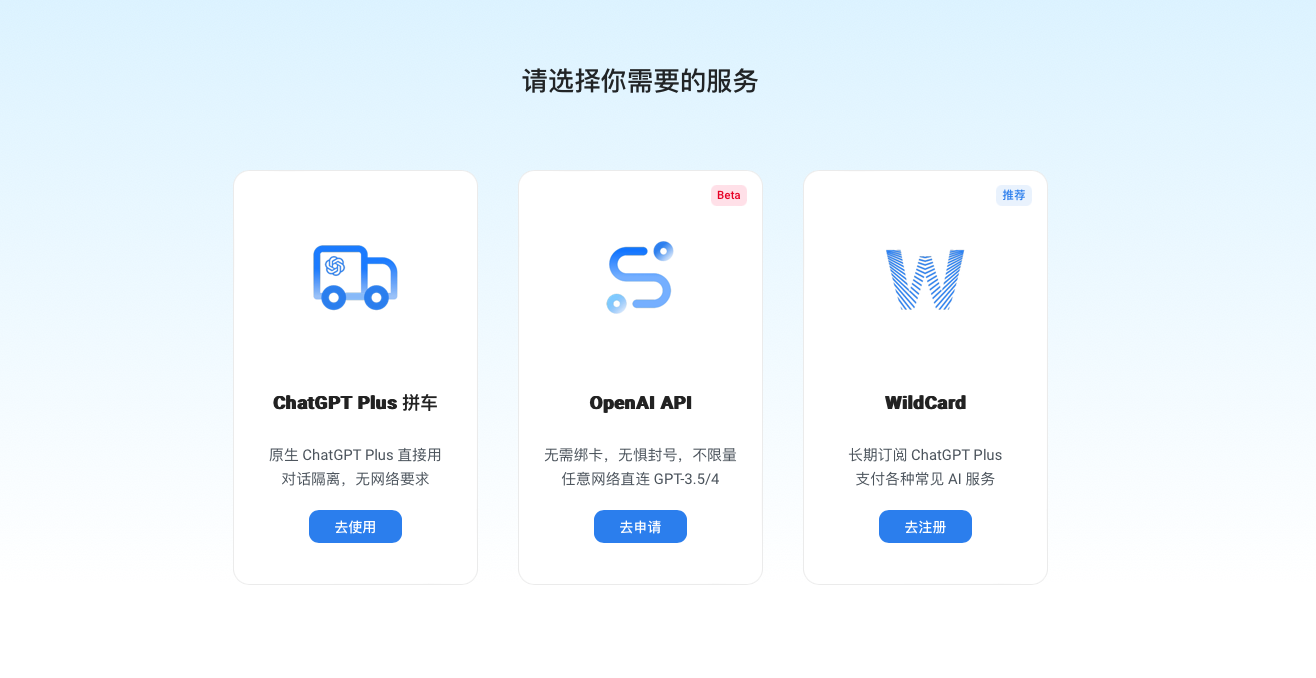 请选择你需要的服务
ChatGPT Plus 拼车
原生 ChatGPT Plus 直接用
对话隔离，无网络要求
去使用
Beta
OpenAI API
无需绑卡，无惧封号，不限量
任意网络直连 GPT-3.5/4
去申请
推荐
W
WildCard
长期订阅 ChatGPT Plus
支付各种常见 AI 服务
去注册